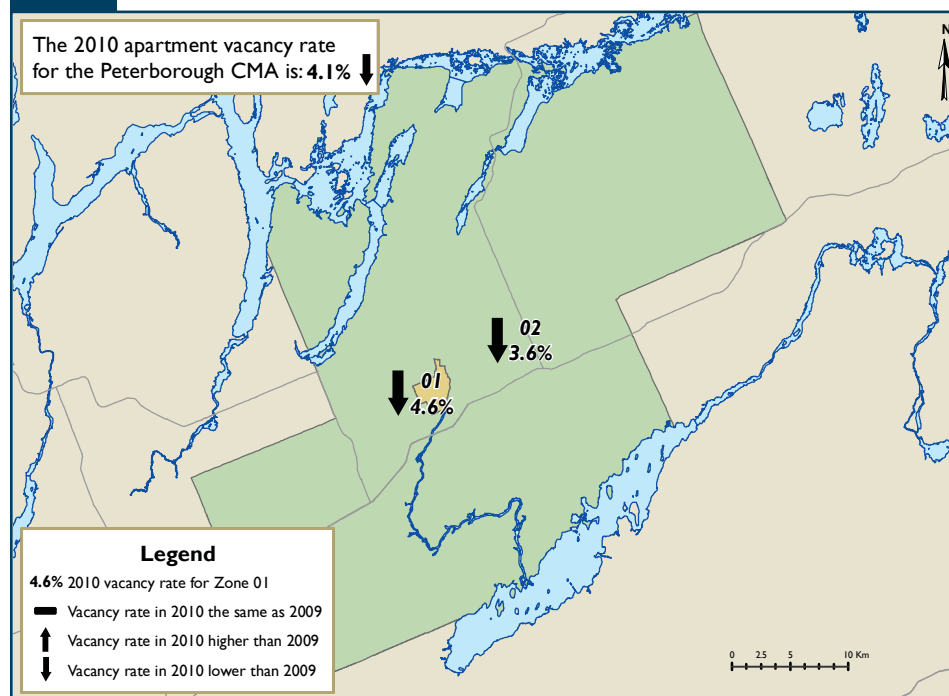 The 2010 apartment vacancy rate
for the Peterborough CMA is: 4.1%
N
02
3.6%
01
4.6%
Legend
4.6% 2010 vacancy rate for Zone 01
Vacancy rate in 2010 the same as 2009
Vacancy rate in 2010 higher than 2009
Vacancy rate in 2010 lower than 2009
0 2.5 5 10 Km